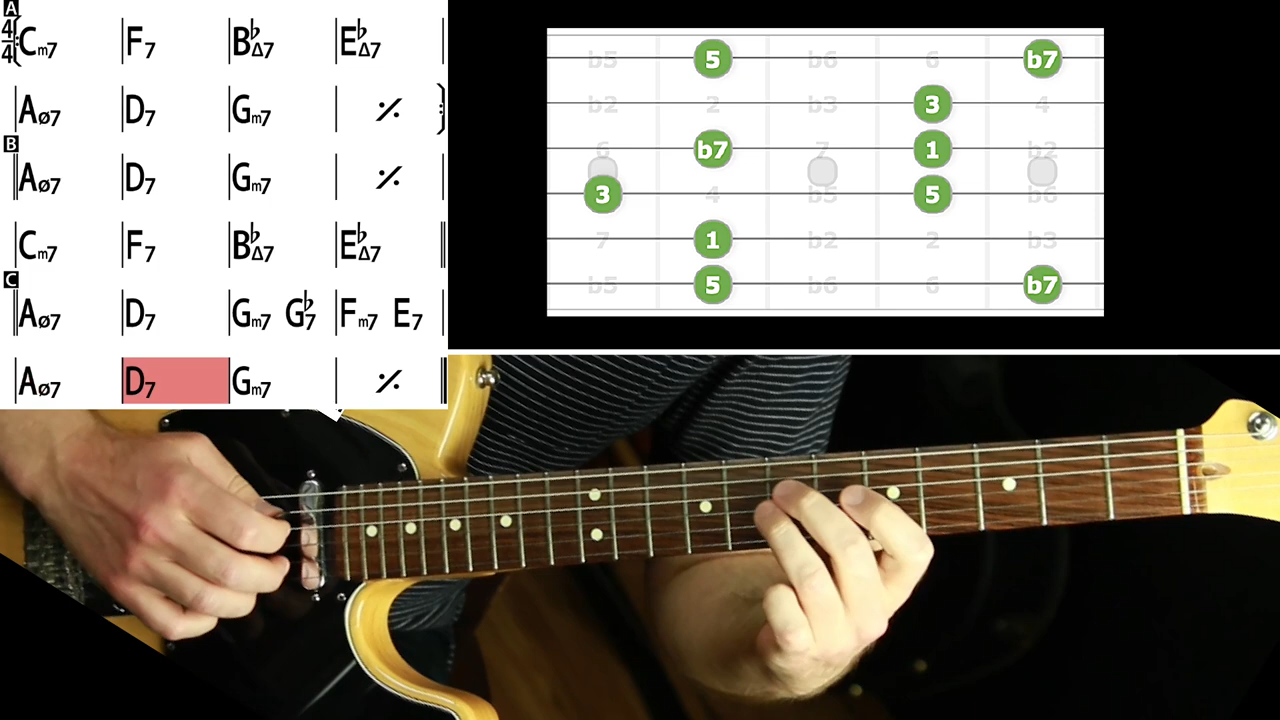 A
4/4 Cm7 F7 B♭Δ7 E♭Δ7
Aø7 D7 Gm7 𝄎
B
Aø7 D7 Gm7 𝄎
Cm7 F7 B♭Δ7 E♭Δ7
C
Aø7 D7 Gm7 G♭7 Fm7 E7
Aø7 D7 Gm7 𝄎
b5 5 b6 6 b7
b2 2 b3 3 4
6 b7 7 1 b2
3 4 b5 5 b6
7 1 b2 2 b3
b5 5 b6 6 b7